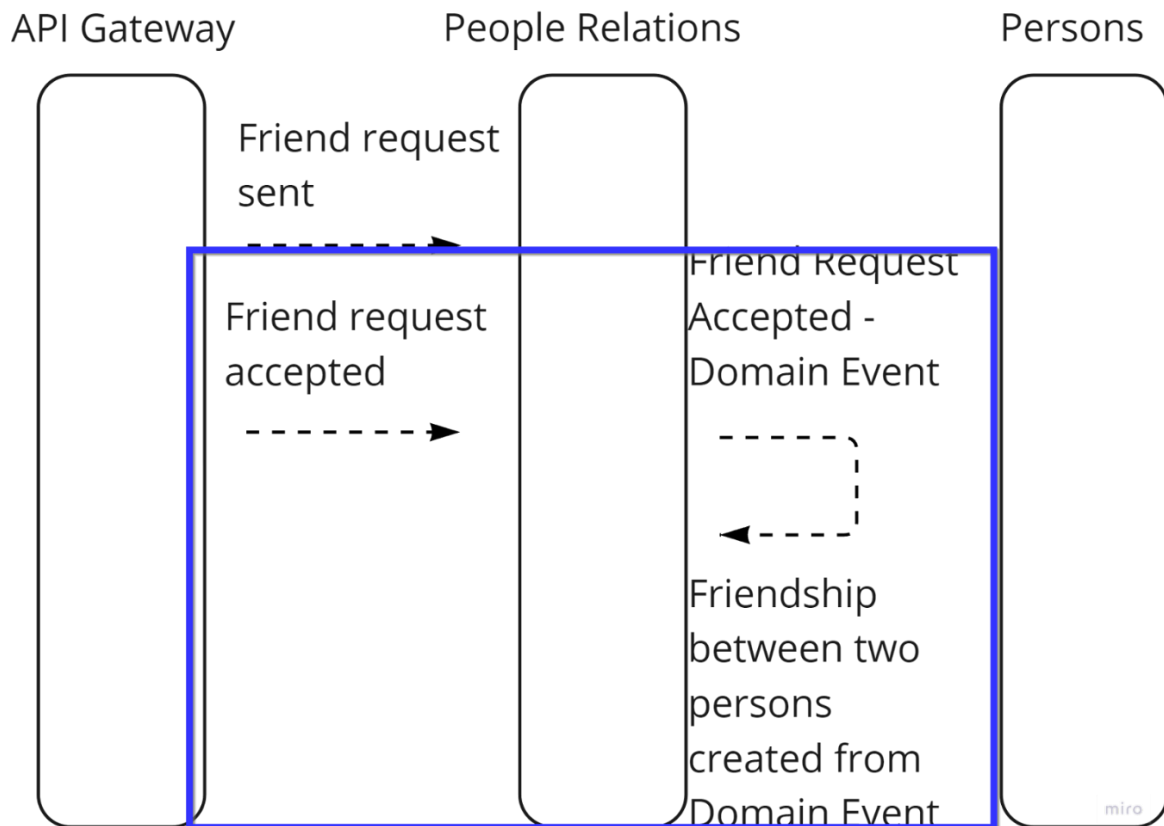 API Gateway
People Relations
Persons
Friend request
sent
Friend request
accepted
Friend Request
Accepted -
Domain Event
Friendship
between two
persons
created from
Domain Event
miro